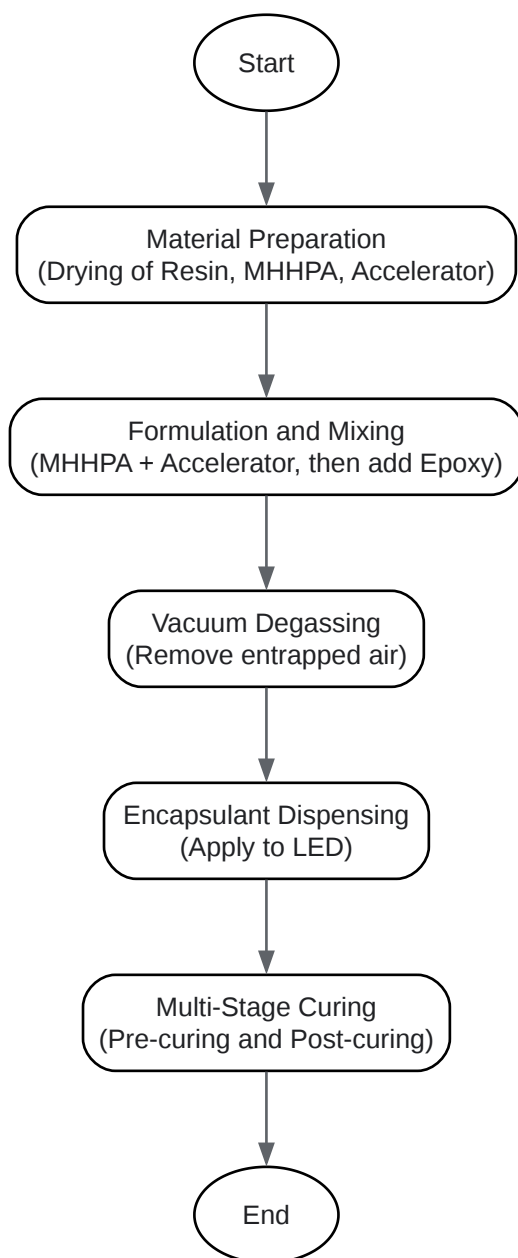 Start
Material Preparation
(Drying of Resin, MHHPA, Accelerator)
Formulation and Mixing
(MHHPA + Accelerator, then add Epoxy)
Vacuum Degassing
(Remove entrapped air)
Encapsulant Dispensing
(Apply to LED)
Multi-Stage Curing
(Pre-curing and Post-curing)
End